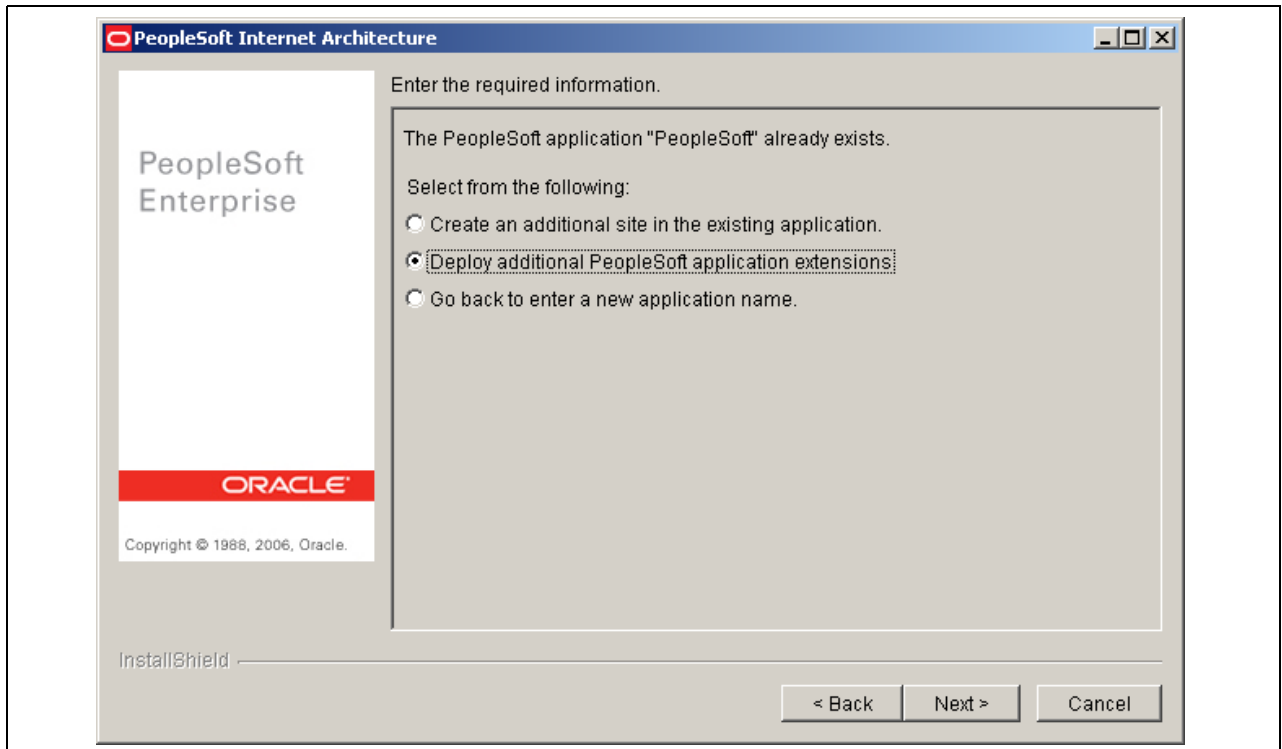 PeopleSoft Internet Architecture
Enter the required information.
PeopleSoft
Enterprise
The PeopleSoft application "PeopleSoft" already exists.
Select from the following:
Create an additional site in the existing application.
Deploy additional PeopleSoft application extensions
Go back to enter a new application name.
ORACLE
Copyright © 1988, 2006, Oracle.
InstallShield
< Back
Next >
Cancel